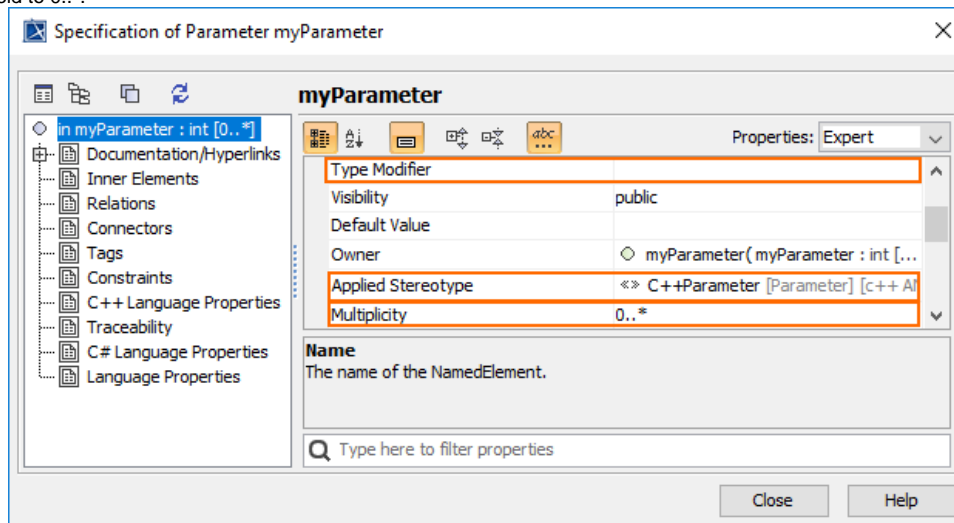 Specification of Parameter myParameter
myParameter
in myParameter : int [0..*]
Documentation/Hyperlinks
Inner Elements
Relations
Connectors
Tags
Constraints
C++ Language Properties
Traceability
C# Language Properties
Language Properties
Properties: Expert
Type Modifier
Visibility public
Default Value
Owner myParameter( myParameter : int [...
Applied Stereotype «» C++Parameter [Parameter] [c++ AN
Multiplicity 0..*
Name
The name of the NamedElement.
Type here to filter properties
Close Help